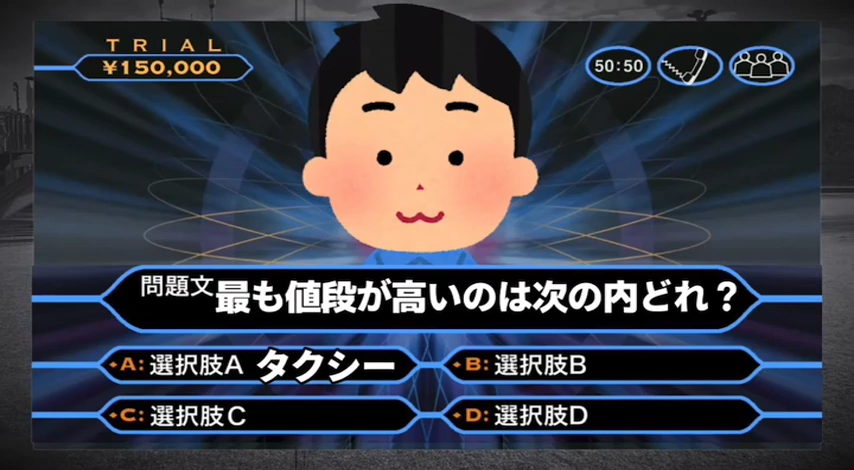 TRIAL
¥150,000
50:50
問題文最も値段が高いのは次の内どれ？
A: 選択肢A タクシー
B: 選択肢B
C: 選択肢C
D: 選択肢D